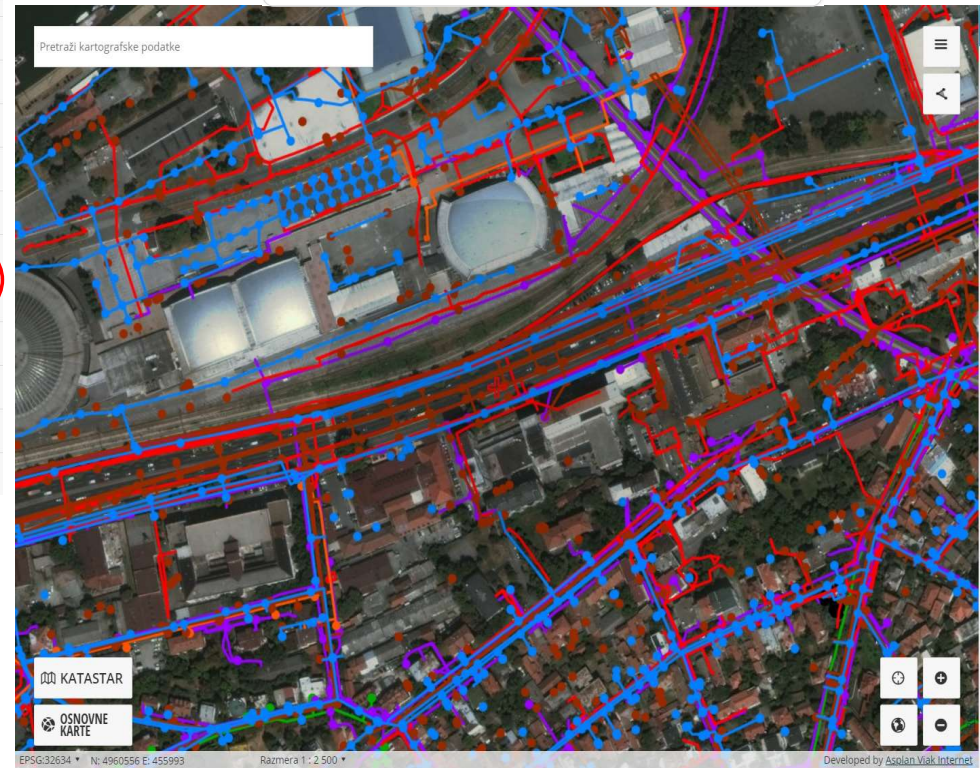 Pretraži kartografske podatke
KATASTAR
OSNOVNE
KARTE
EPSG:32634 N: 4960556 E: 455993 Razmera 1 : 2 500 Developed by Asplan Viak Internet